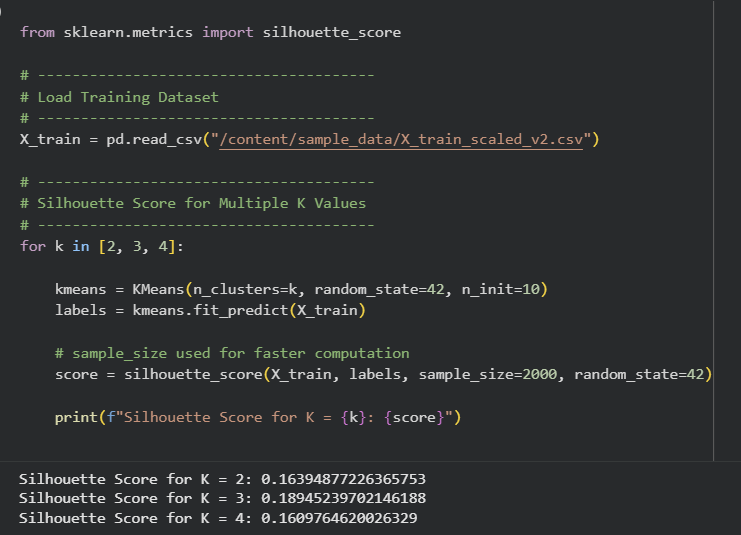 from sklearn.metrics import silhouette_score
# ---------------------------------------
# Load Training Dataset
# ---------------------------------------
X_train = pd.read_csv("/content/sample_data/X_train_scaled_v2.csv")
# ---------------------------------------
# Silhouette Score for Multiple K Values
# ---------------------------------------
for k in [2, 3, 4]:
    kmeans = KMeans(n_clusters=k, random_state=42, n_init=10)
    labels = kmeans.fit_predict(X_train)
    # sample_size used for faster computation
    score = silhouette_score(X_train, labels, sample_size=2000, random_state=42)
    print(f"Silhouette Score for K = {k}: {score}")
Silhouette Score for K = 2: 0.16394877226365753
Silhouette Score for K = 3: 0.18945239702146188
Silhouette Score for K = 4: 0.1609764620026329